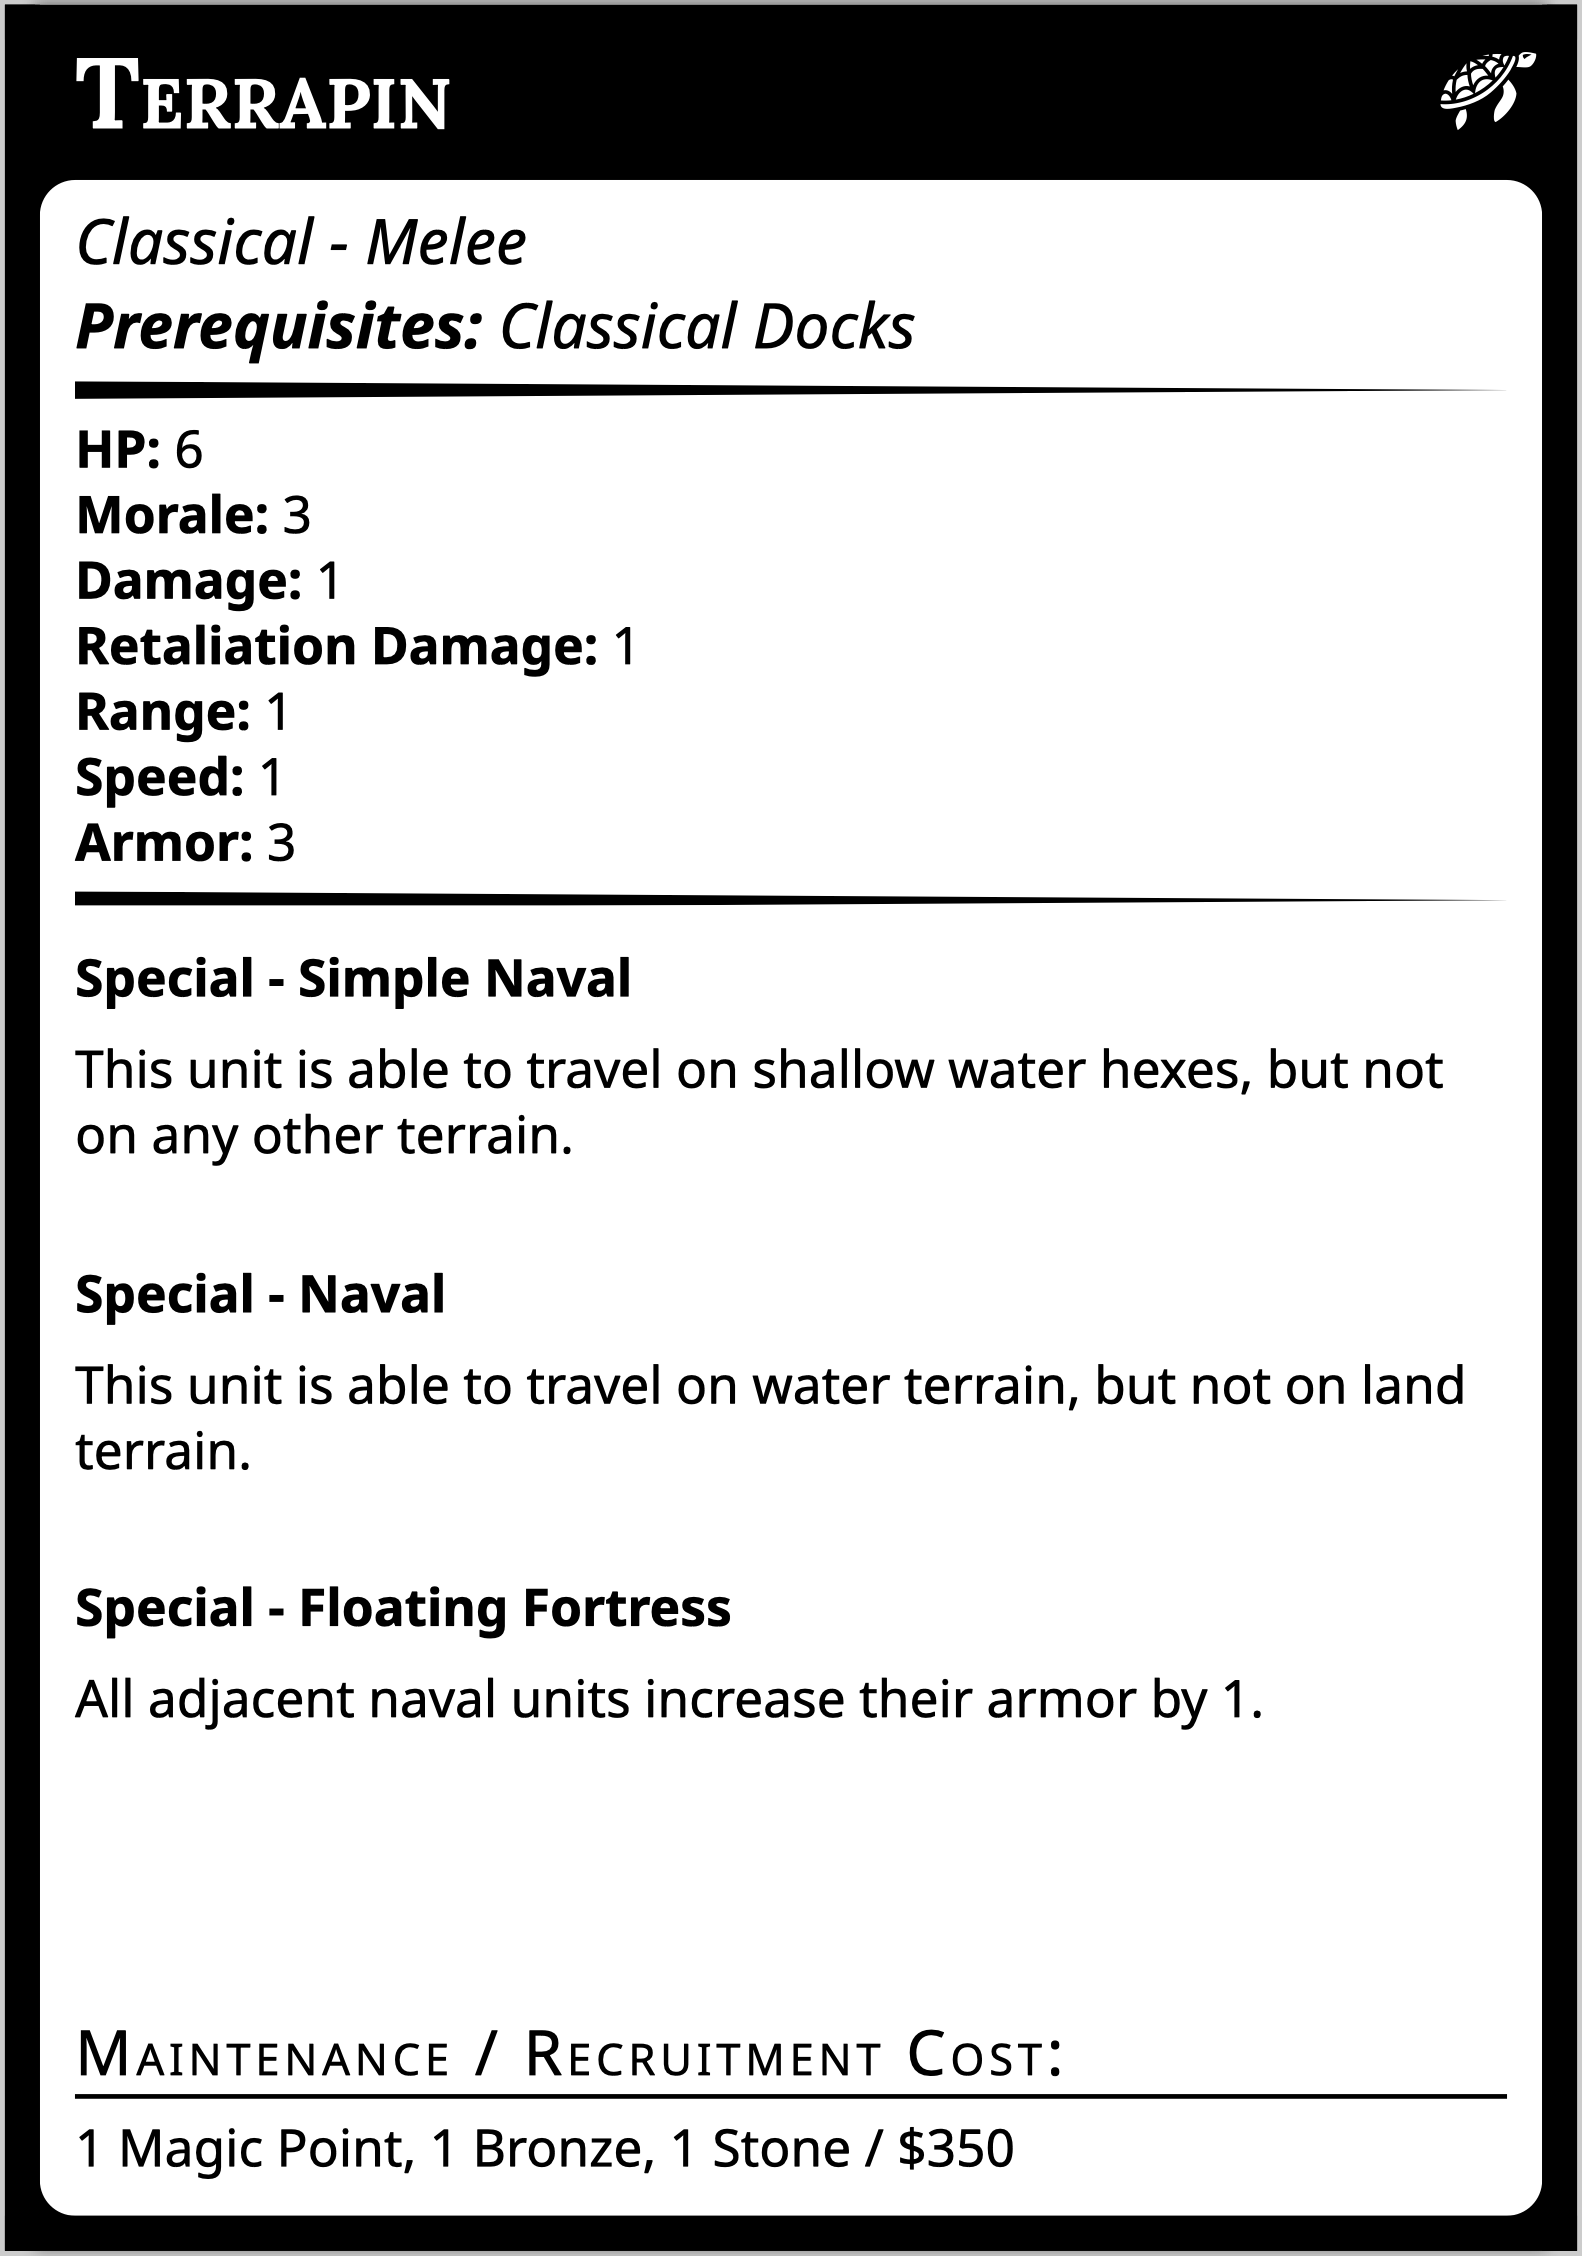 Terrapin
Classical - Melee
Prerequisites: Classical Docks
HP: 6
Morale: 3
Damage: 1
Retaliation Damage: 1
Range: 1
Speed: 1
Armor: 3
Special - Simple Naval
This unit is able to travel on shallow water hexes, but not
on any other terrain.
Special - Naval
This unit is able to travel on water terrain, but not on land
terrain.
Special - Floating Fortress
All adjacent naval units increase their armor by 1.
Maintenance / Recruitment Cost:
1 Magic Point, 1 Bronze, 1 Stone / $350